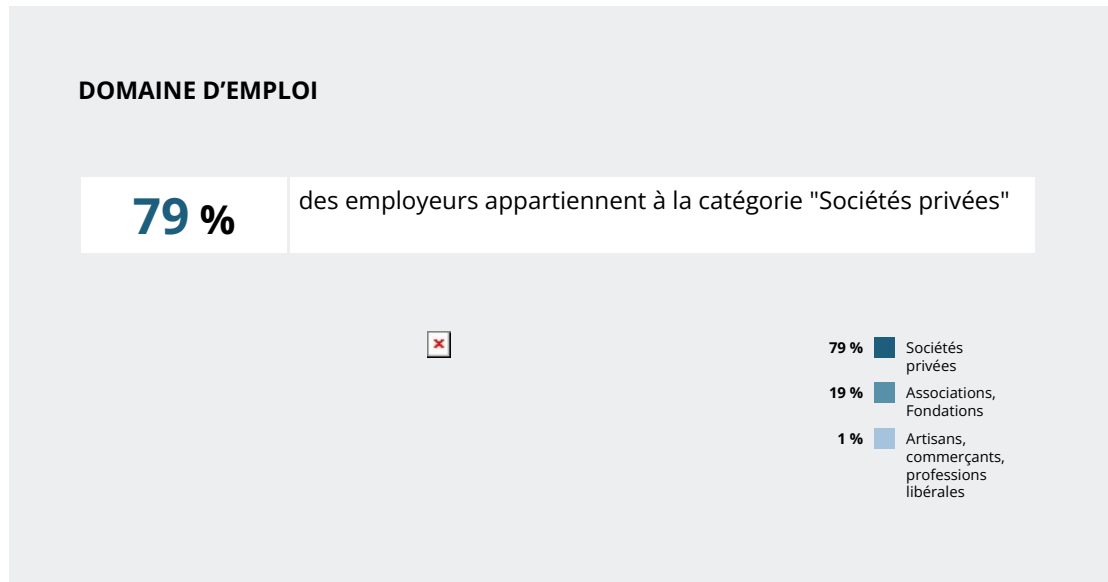 DOMAINE D’EMPLOI
79 %
des employeurs appartiennent à la catégorie "Sociétés privées"
79 %
Sociétés
privées
19 %
Associations,
Fondations
1 %
Artisans,
commerçants,
professions
libérales